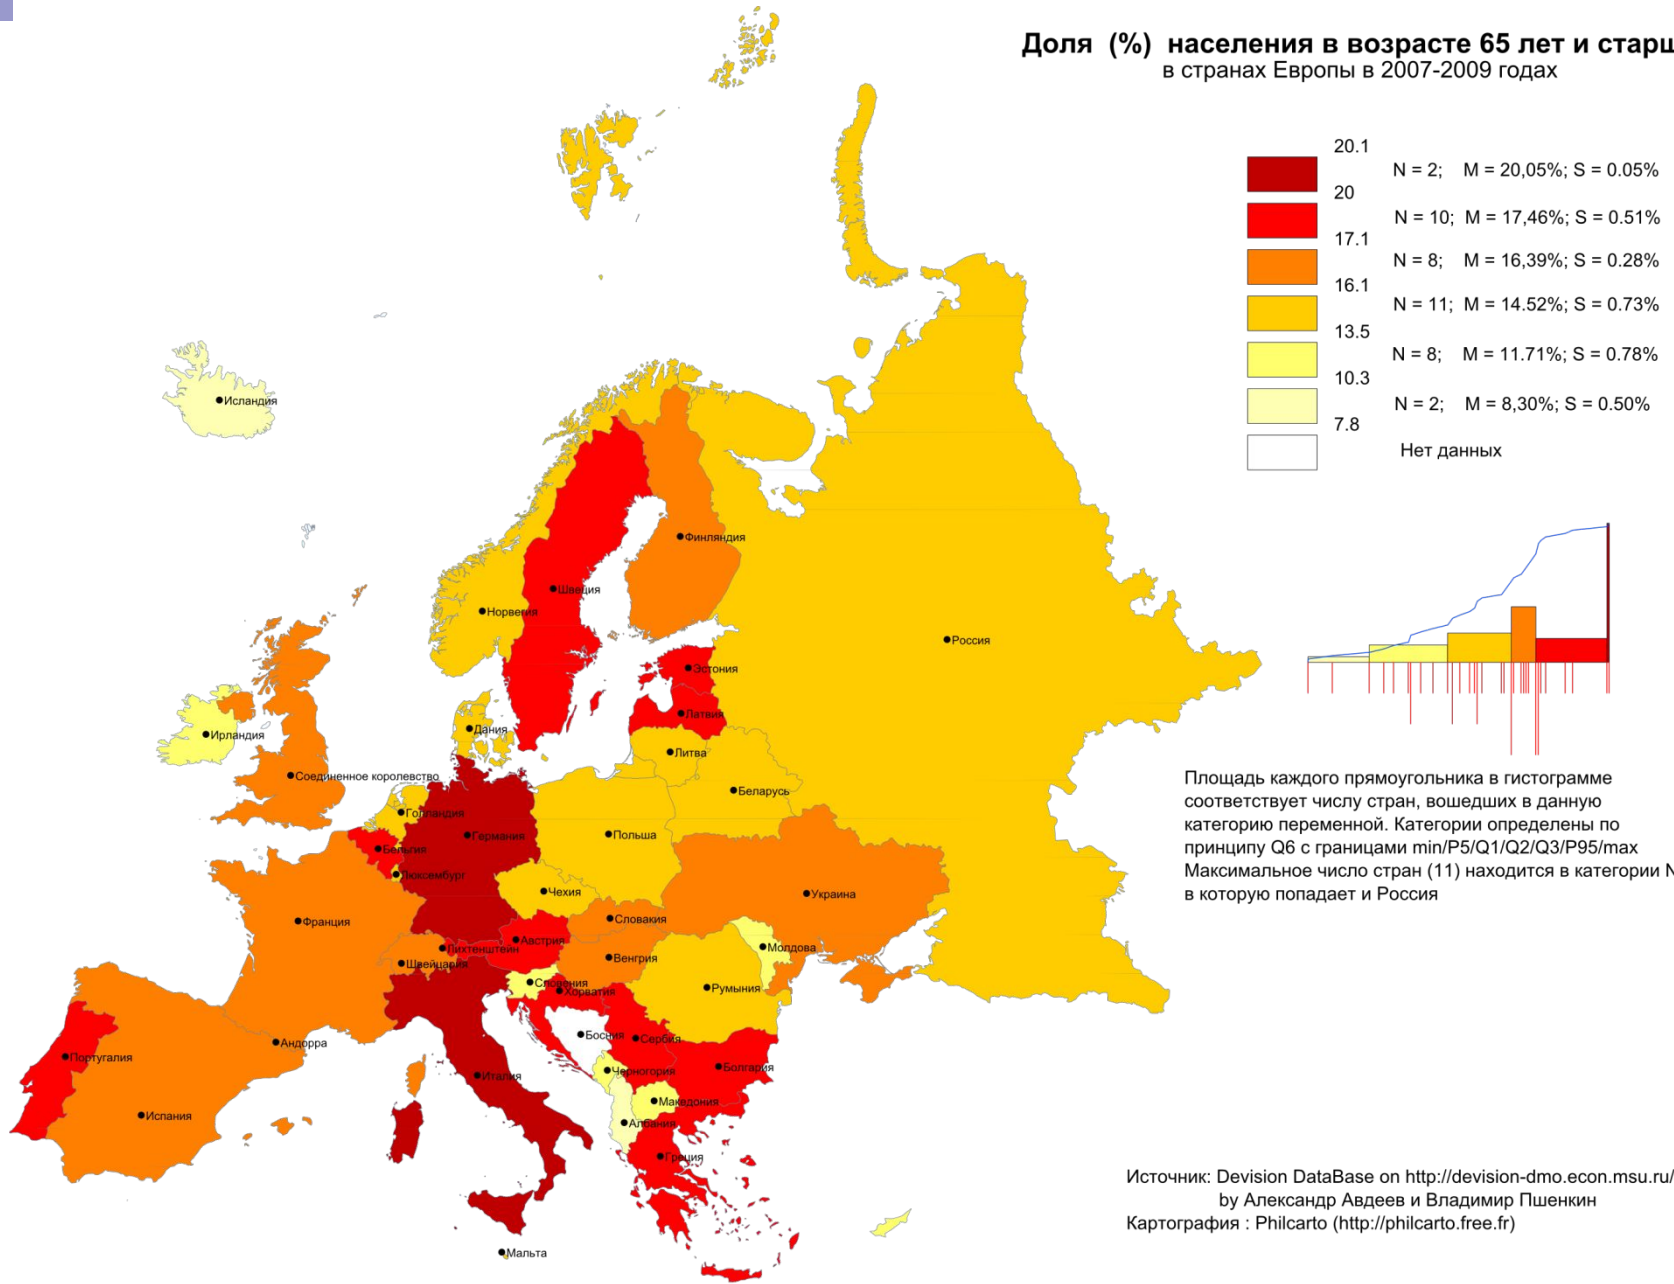 Доля (%) населения в возрасте 65 лет и старш
в странах Европы в 2007-2009 годах
20.1
N = 2; M = 20,05%; S = 0.05%
20
N = 10; M = 17,46%; S = 0.51%
17.1
N = 8; M = 16,39%; S = 0.28%
16.1
N = 11; M = 14.52%; S = 0.73%
13.5
N = 8; M = 11.71%; S = 0.78%
10.3
N = 2; M = 8,30%; S = 0.50%
7.8
Нет данных
Исландия
Финляндия
Швеция
Норвегия
Россия
Эстония
Латвия
Дания
Ирландия
Литва
Соединенное королевство
Беларусь
Голландия
Германия
Польша
Бельгия
Люксембург
Чехия
Украина
Словакия
Франция
Австрия
Лихтенштейн
Молдова
Венгрия
Швейцария
Словения
Румыния
Хорватия
Босния
Сербия
Андорра
Португалия
Болгария
Черногория
Италия
Македония
Испания
Албания
Греция
Мальта
Площадь каждого прямоугольника в гистограмме
соответствует числу стран, вошедших в данную
категорию переменной. Категории определены по
принципу Q6 с границами min/P5/Q1/Q2/Q3/P95/max
Максимальное число стран (11) находится в категории N
в которую попадает и Россия
Источник: Devision DataBase on http://devision-dmo.econ.msu.ru/
by Александр Авдеев и Владимир Пшенкин
Картография : Philcarto (http://philcarto.free.fr)